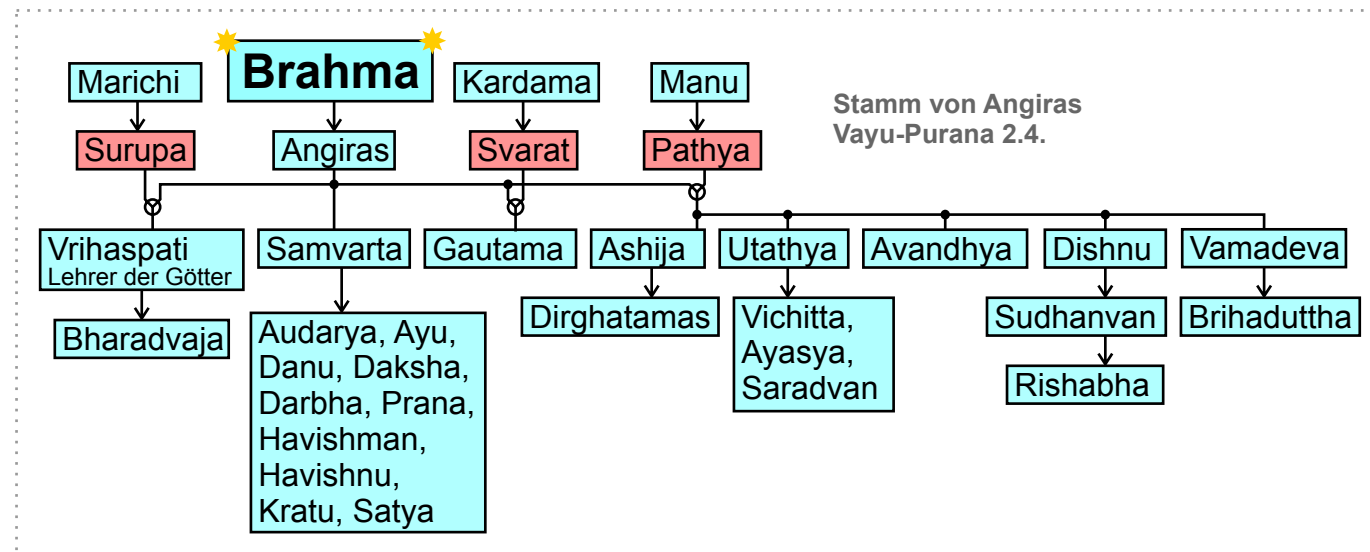 Brahma
Marichi
Kardama
Manu
Stamm von Angiras
Vayu-Purana 2.4.
Surupa
Angiras
Svarat
Pathya
Vrihaspati
Lehrer der Götter
Samvarta
Gautama
Ashija
Utathya
Avandhya
Dishnu
Vamadeva
Bharadvaja
Audarya, Ayu,
Danu, Daksha,
Darbha, Prana,
Havishman,
Havishnu,
Kratu, Satya
Dirghatamas
Vichitta,
Ayasya,
Saradvan
Sudhanvan
Brihaduttha
Rishabha